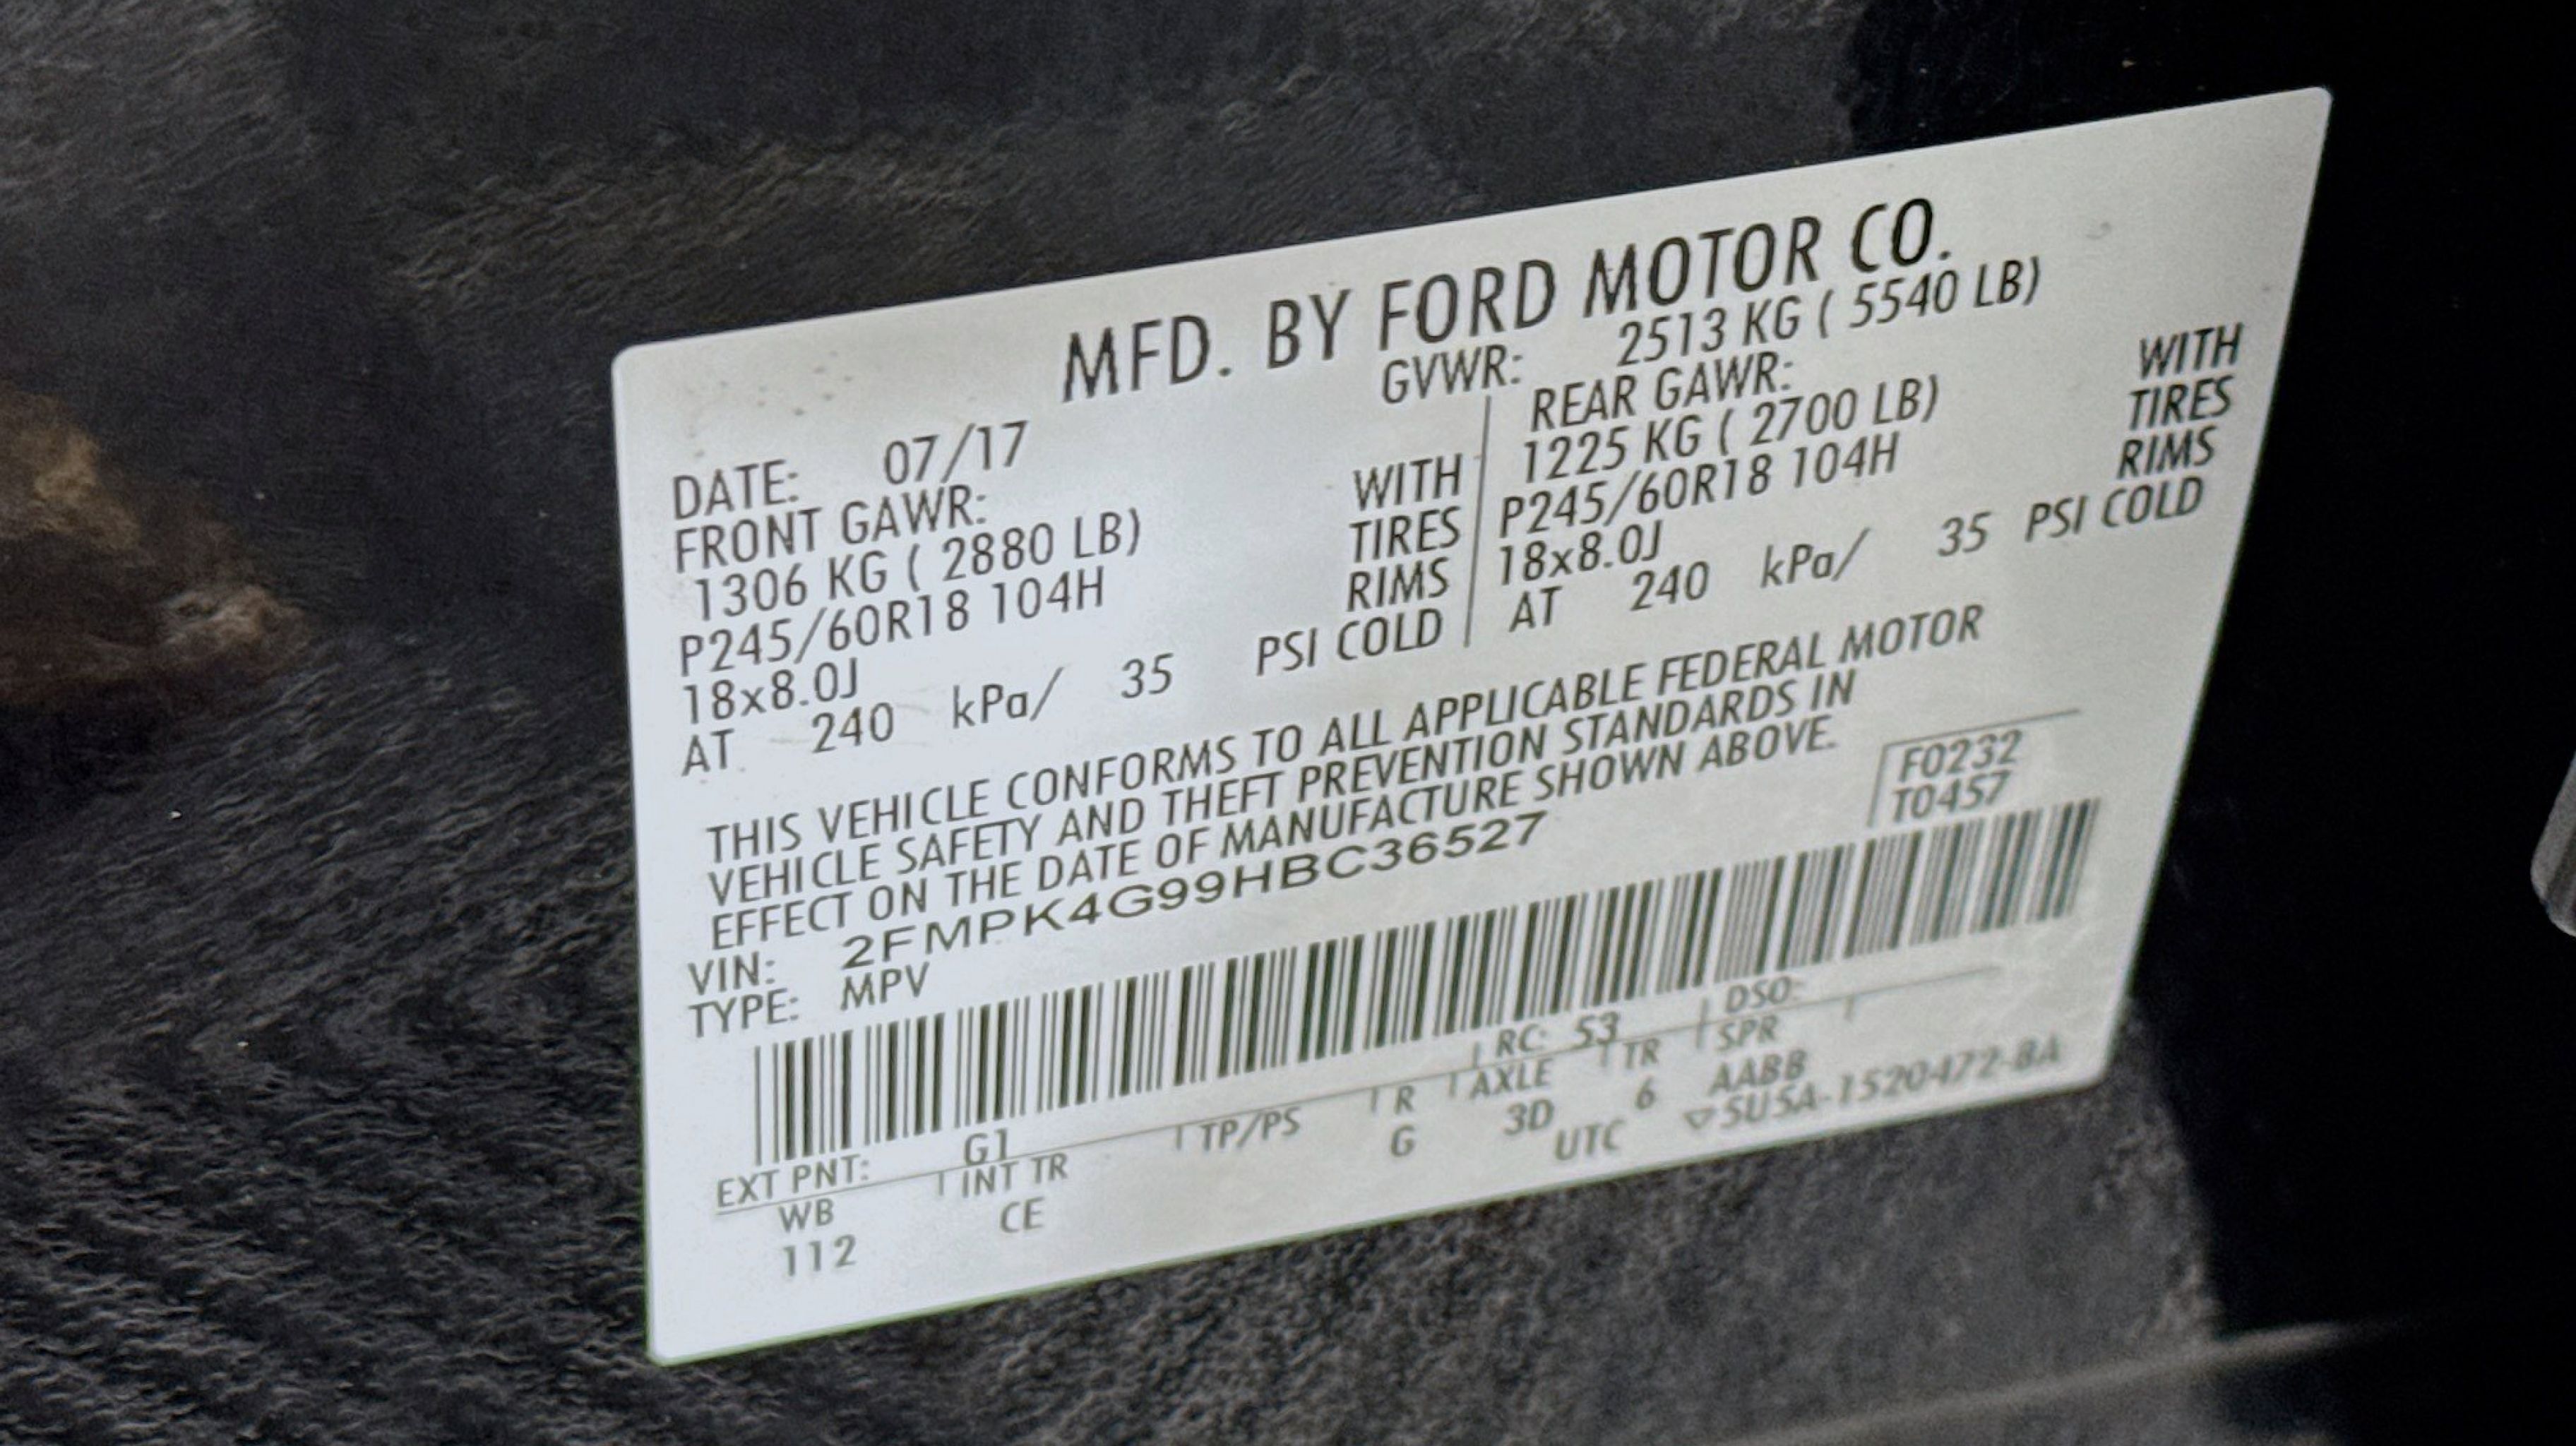 MFD. BY FORD MOTOR CO.
DATE: 07/17 GVWR: 2513 KG ( 5540 LB)
FRONT GAWR: REAR GAWR:
1306 KG ( 2880 LB) WITH 1225 KG ( 2700 LB) WITH
P245/60R18 104H TIRES P245/60R18 104H TIRES
18x8.0J RIMS 18x8.0J RIMS
AT 240 kPa/ 35 PSI COLD AT 240 kPa/ 35 PSI COLD
THIS VEHICLE CONFORMS TO ALL APPLICABLE FEDERAL MOTOR
VEHICLE SAFETY AND THEFT PREVENTION STANDARDS IN
EFFECT ON THE DATE OF MANUFACTURE SHOWN ABOVE.
VIN: 2FMPK4G99HBC36527 F0232
TYPE: MPV T0457
EXT PNT: G1 RC: 53 DSO:
WB INT TR TP/PS R AXLE TR SPR
112 CE G 3D 6 AABB
UTC ▽5U5A-1520472-BA